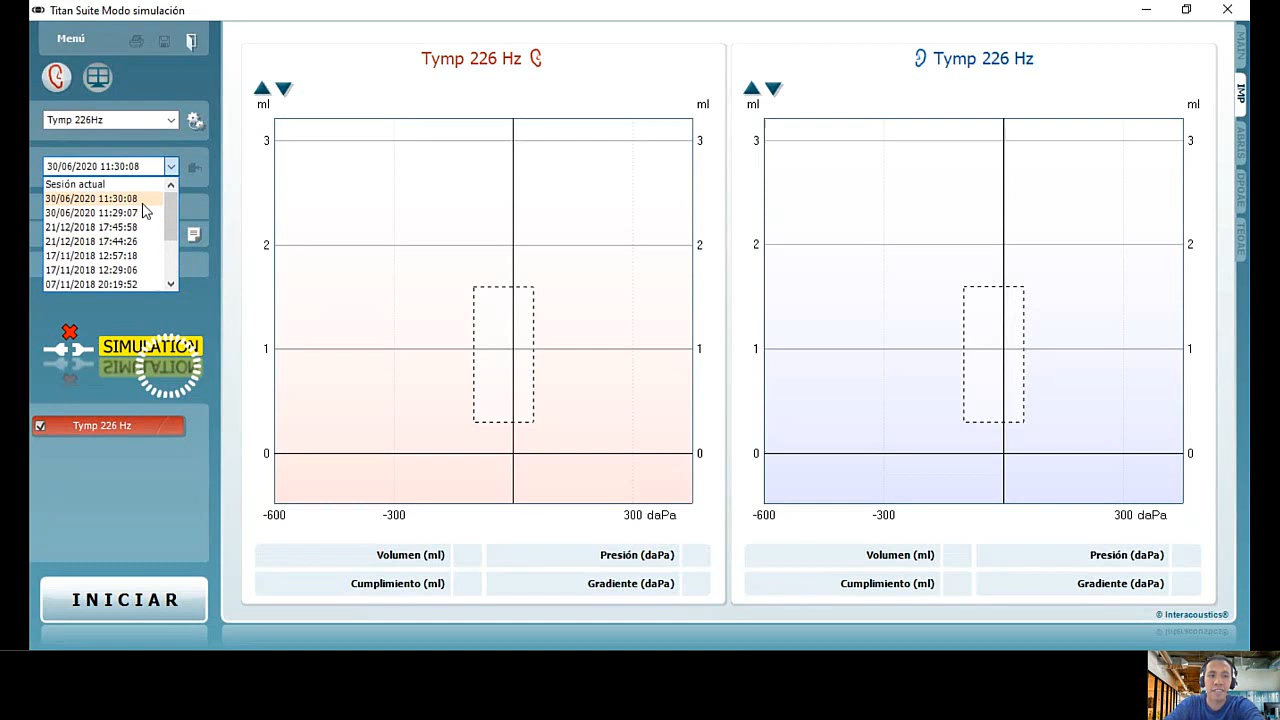 Titan Suite Modo simulación
Menú
Tymp 226Hz
30/06/2020 11:30:08
Sesión actual
30/06/2020 11:30:08
30/06/2020 11:29:07
21/12/2018 17:45:58
21/12/2018 17:44:26
17/11/2018 12:57:18
17/11/2018 12:29:06
07/11/2018 20:19:52
SIMULATION
Tymp 226 Hz
INICIAR
Tymp 226 Hz
ml
ml
3
3
2
2
1
1
0
0
-600
-300
300 daPa
Volumen (ml)
Presión (daPa)
Cumplimiento (ml)
Gradiente (daPa)
Tymp 226 Hz
ml
ml
3
3
2
2
1
1
0
0
-600
-300
300 daPa
Volumen (ml)
Presión (daPa)
Cumplimiento (ml)
Gradiente (daPa)
© Interacoustics®
MAIN
IMP
ABRIS
DPOAE
TEOAE